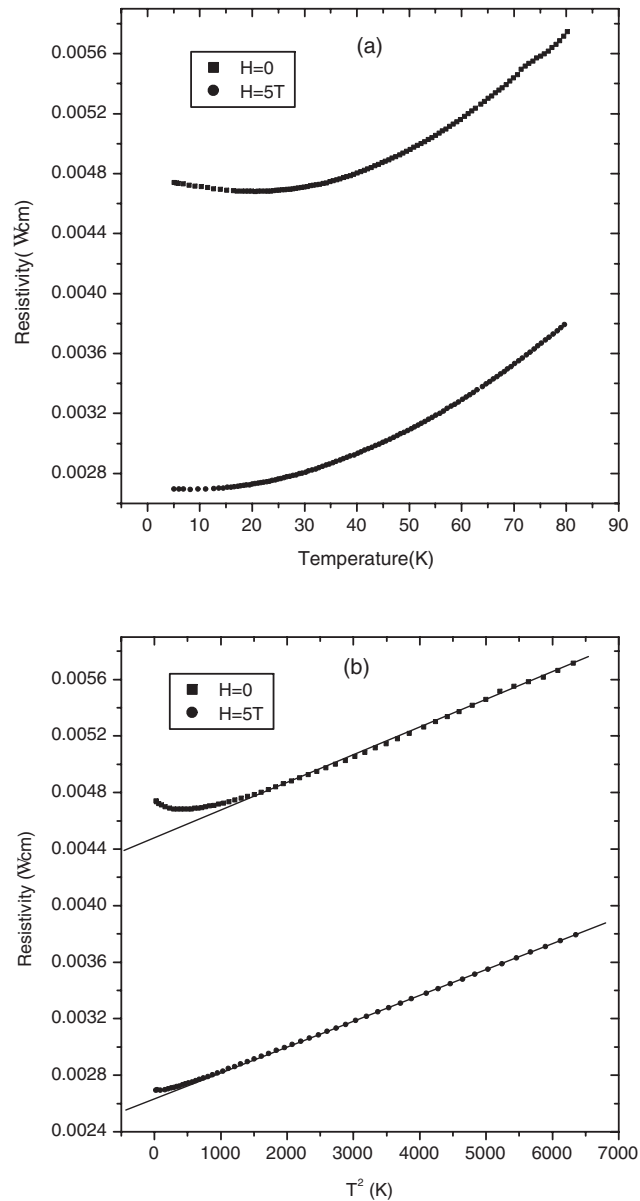 (a)
H=0
H=5T
0.0056
0.0052
0.0048
0.0044
0.0040
0.0036
0.0032
0.0028
Resistivity( Wcm)
0 10 20 30 40 50 60 70 80 90
Temperature(K)
(b)
H=0
H=5T
0.0056
0.0052
0.0048
0.0044
0.0040
0.0036
0.0032
0.0028
0.0024
Resistivity (Wcm)
0 1000 2000 3000 4000 5000 6000 7000
T² (K)